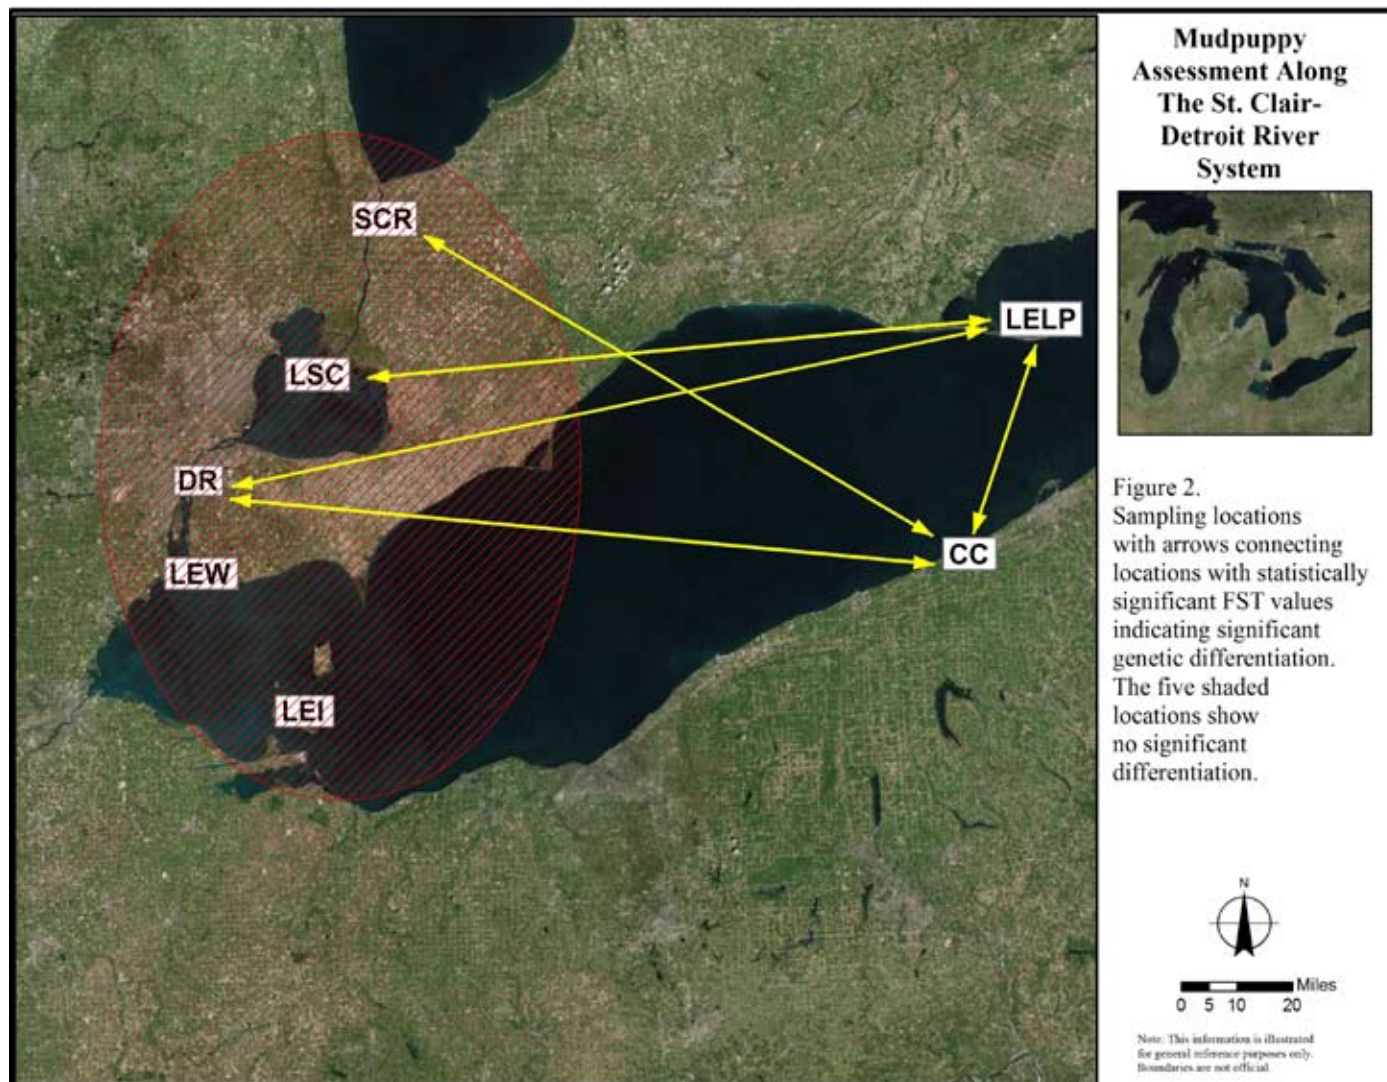 Mudpuppy
Assessment Along
The St. Clair-
Detroit River
System
SCR
LELP
LSC
DR
CC
LEW
LEI
Figure 2.
Sampling locations
with arrows connecting
locations with statistically
significant FST values
indicating significant
genetic differentiation.
The five shaded
locations show
no significant
differentiation.
N
Miles
0 5 10 20
Note: This information is illustrated
for general reference purposes only.
Boundaries are not official.